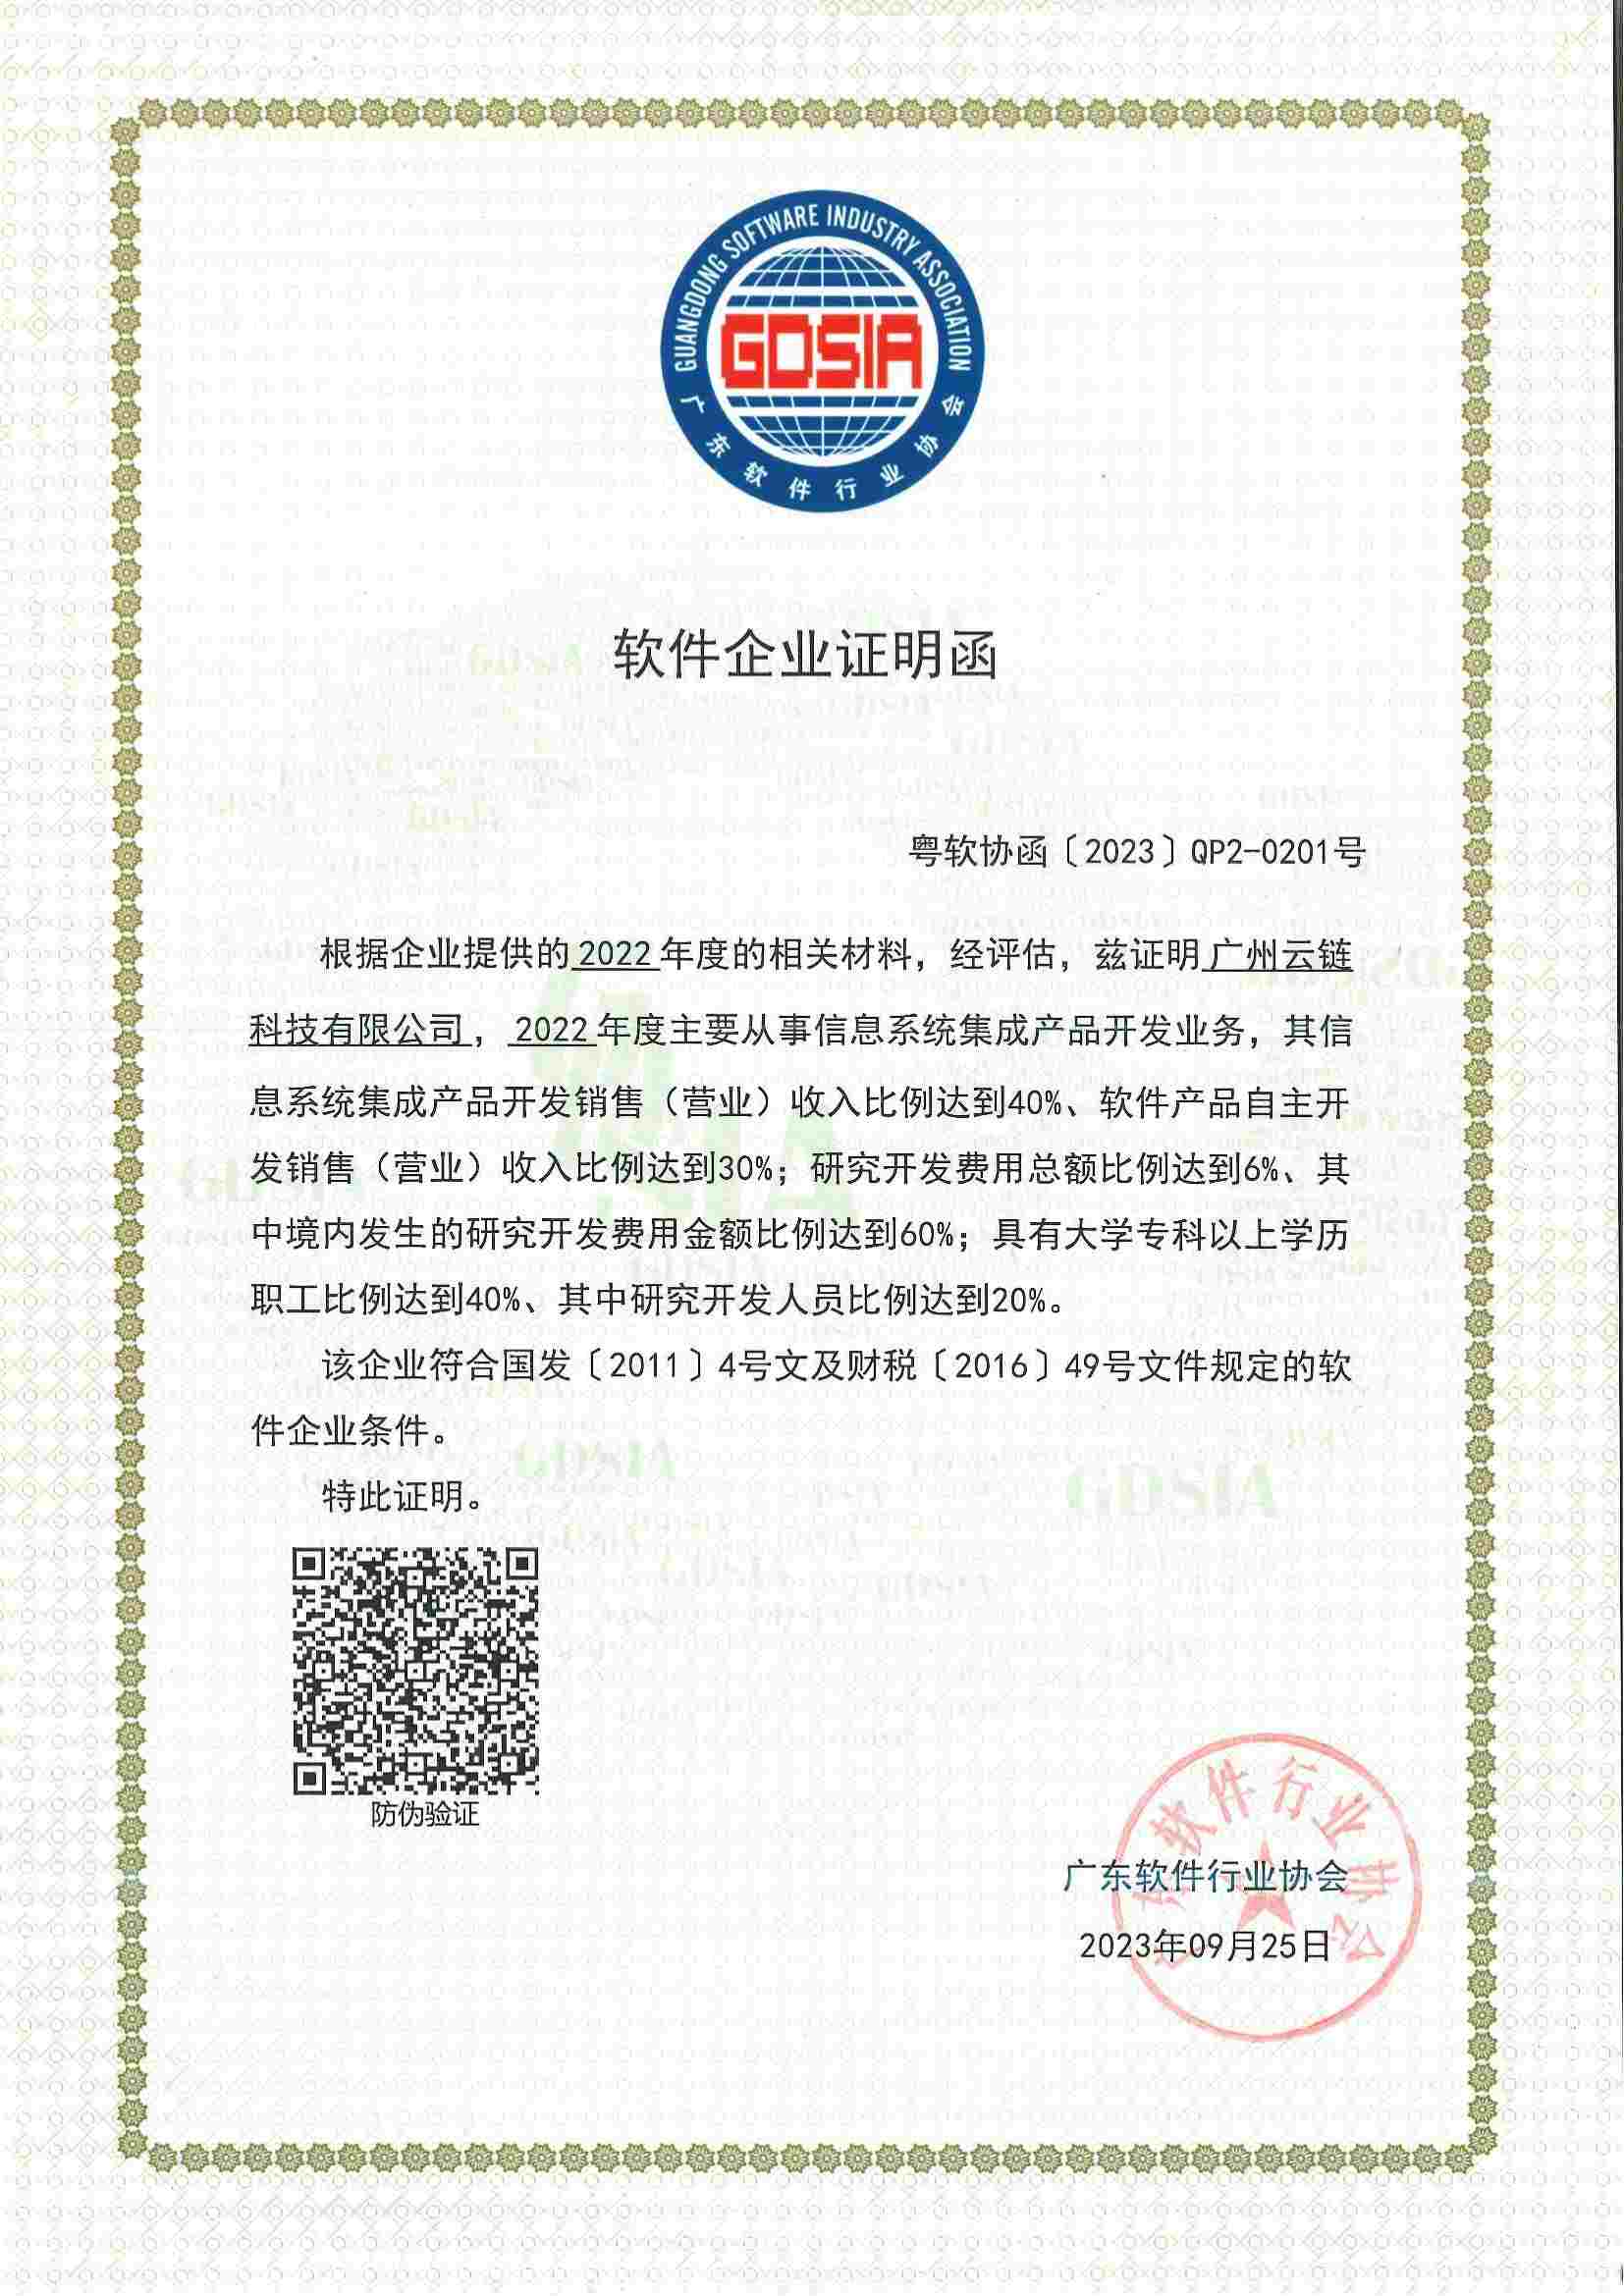 GUANGDONG SOFTWARE INDUSTRY ASSOCIATION
GDSIA
广东软件行业协会
软件企业证明函
粤软协函〔2023〕QP2-0201号
根据企业提供的 2022 年度的相关材料，经评估，兹证明 广州云链
科技有限公司， 2022 年度主要从事信息系统集成产品开发业务，其信
息系统集成产品开发销售（营业）收入比例达到40%、软件产品自主开
发销售（营业）收入比例达到30%；研究开发费用总额比例达到6%、其
中境内发生的研究开发费用金额比例达到60%；具有大学专科以上学历
职工比例达到40%、其中研究开发人员比例达到20%。
该企业符合国发〔2011〕4号文及财税〔2016〕49号文件规定的软
件企业条件。
特此证明。
防伪验证
广东软件行业协会
2023年09月25日
广东软件行业协会